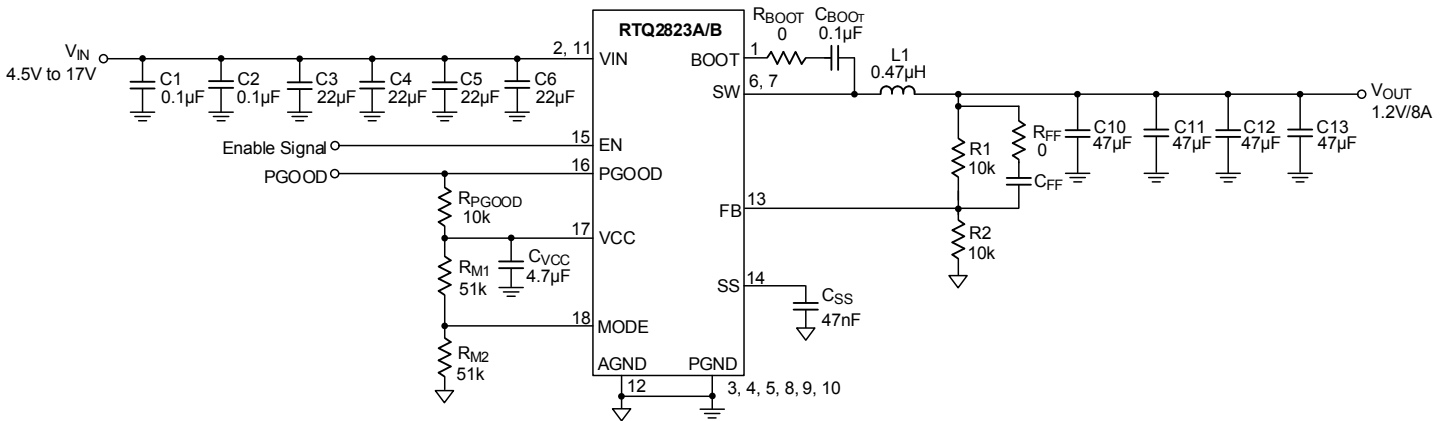 RTQ2823A/B
VIN
4.5V to 17V
C1
0.1µF
C2
0.1µF
C3
22µF
C4
22µF
C5
22µF
C6
22µF
2, 11
VIN
Enable Signal
15
EN
PGOOD
16
PGOOD
RPGOOD
10k
17
VCC
CVCC
4.7µF
RM1
51k
18
MODE
RM2
51k
AGND
12
PGND
3, 4, 5, 8, 9, 10
RBOOT
0
CBOOT
0.1µF
BOOT
1
SW
6, 7
L1
0.47µH
VOUT
1.2V/8A
R1
10k
RFF
0
CFF
C10
47µF
C11
47µF
C12
47µF
C13
47µF
FB
13
R2
10k
SS
14
CSS
47nF